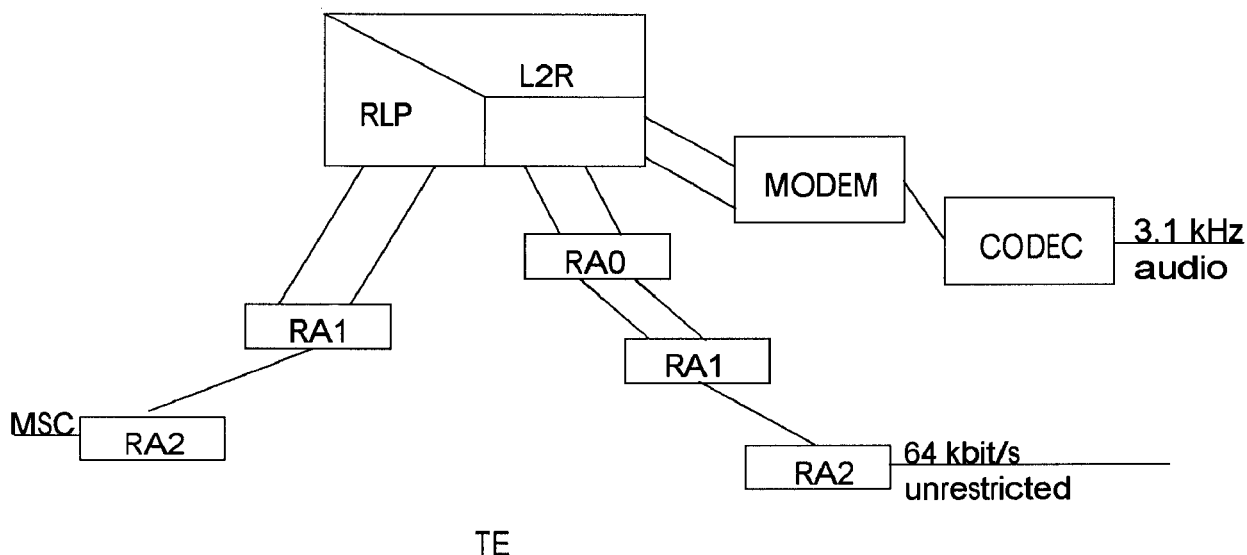 L2R
RLP
MODEM
CODEC
3.1 kHz
audio
RA0
RA1
RA1
MSC
RA2
RA2
64 kbit/s
unrestricted
TE